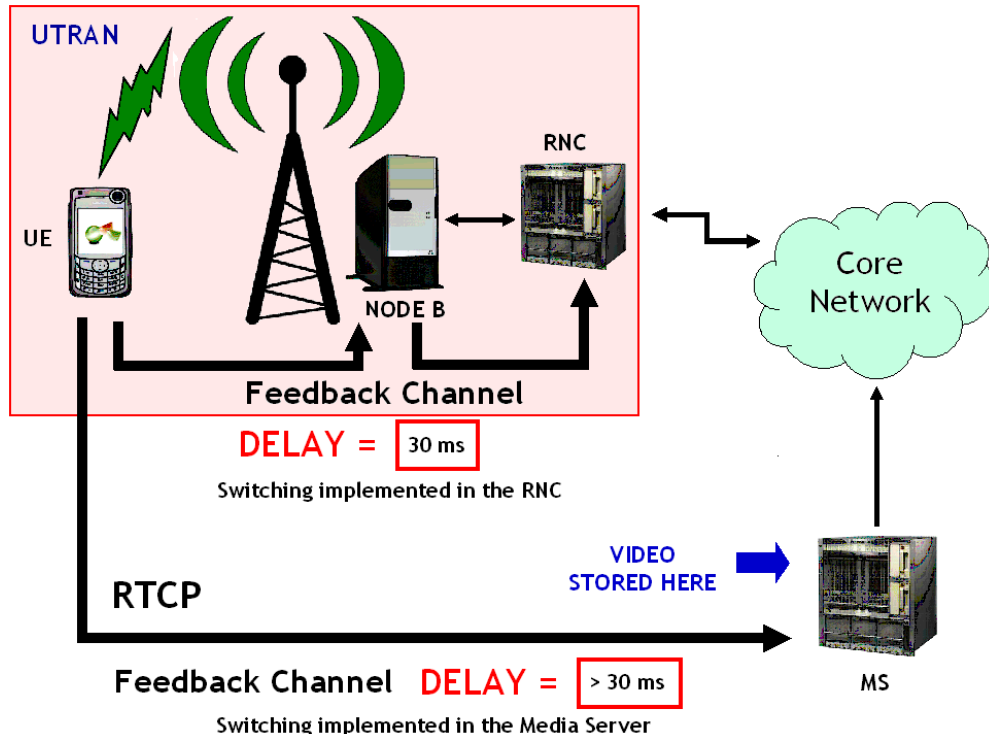 UTRAN
RNC
UE
NODE B
Core
Network
Feedback Channel
DELAY = 30 ms
Switching implemented in the RNC
VIDEO
STORED HERE
RTCP
MS
Feedback Channel DELAY = > 30 ms
Switching implemented in the Media Server